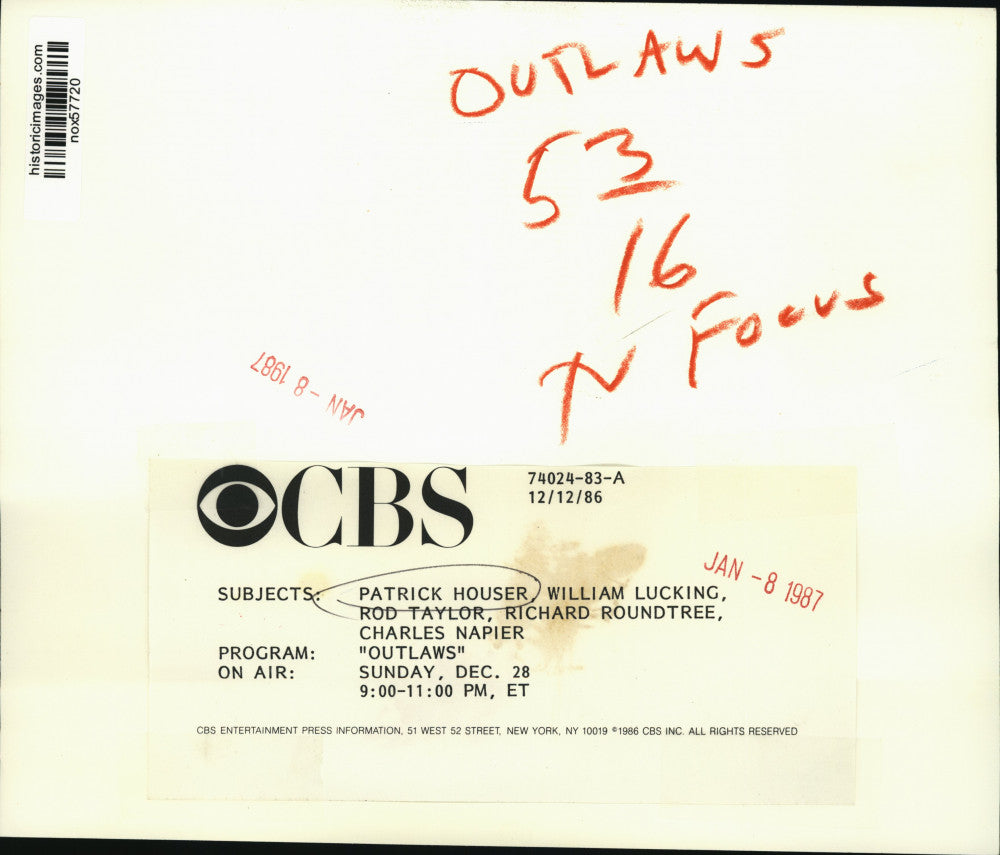 historicimages.com
nox57720
OUTLAWS
53
16
N FOCUS
JAN -8 1987
CBS
74024-83-A
12/12/86
JAN -8 1987
SUBJECTS: PATRICK HOUSER, WILLIAM LUCKING,
ROD TAYLOR, RICHARD ROUNDTREE,
CHARLES NAPIER
PROGRAM: "OUTLAWS"
ON AIR: SUNDAY, DEC. 28
9:00-11:00 PM, ET
CBS ENTERTAINMENT PRESS INFORMATION, 51 WEST 52 STREET, NEW YORK, NY 10019 ©1986 CBS INC. ALL RIGHTS RESERVED